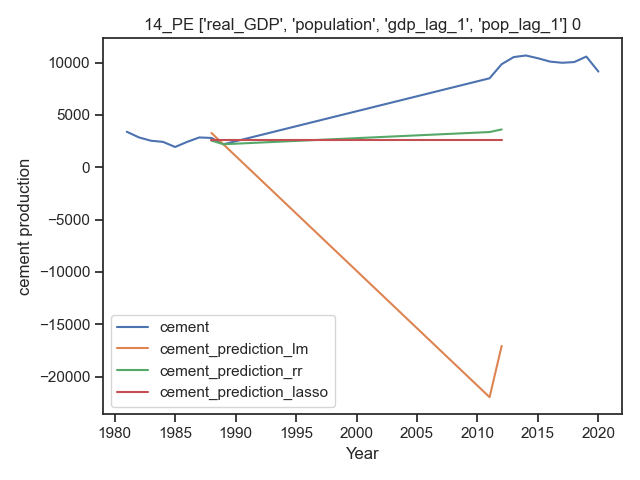 14_PE ['real_GDP', 'population', 'gdp_lag_1', 'pop_lag_1'] 0
10000
5000
0
−5000
−10000
−15000
−20000
cement production
cement
cement_prediction_lm
cement_prediction_rr
cement_prediction_lasso
1980 1985 1990 1995 2000 2005 2010 2015 2020
Year